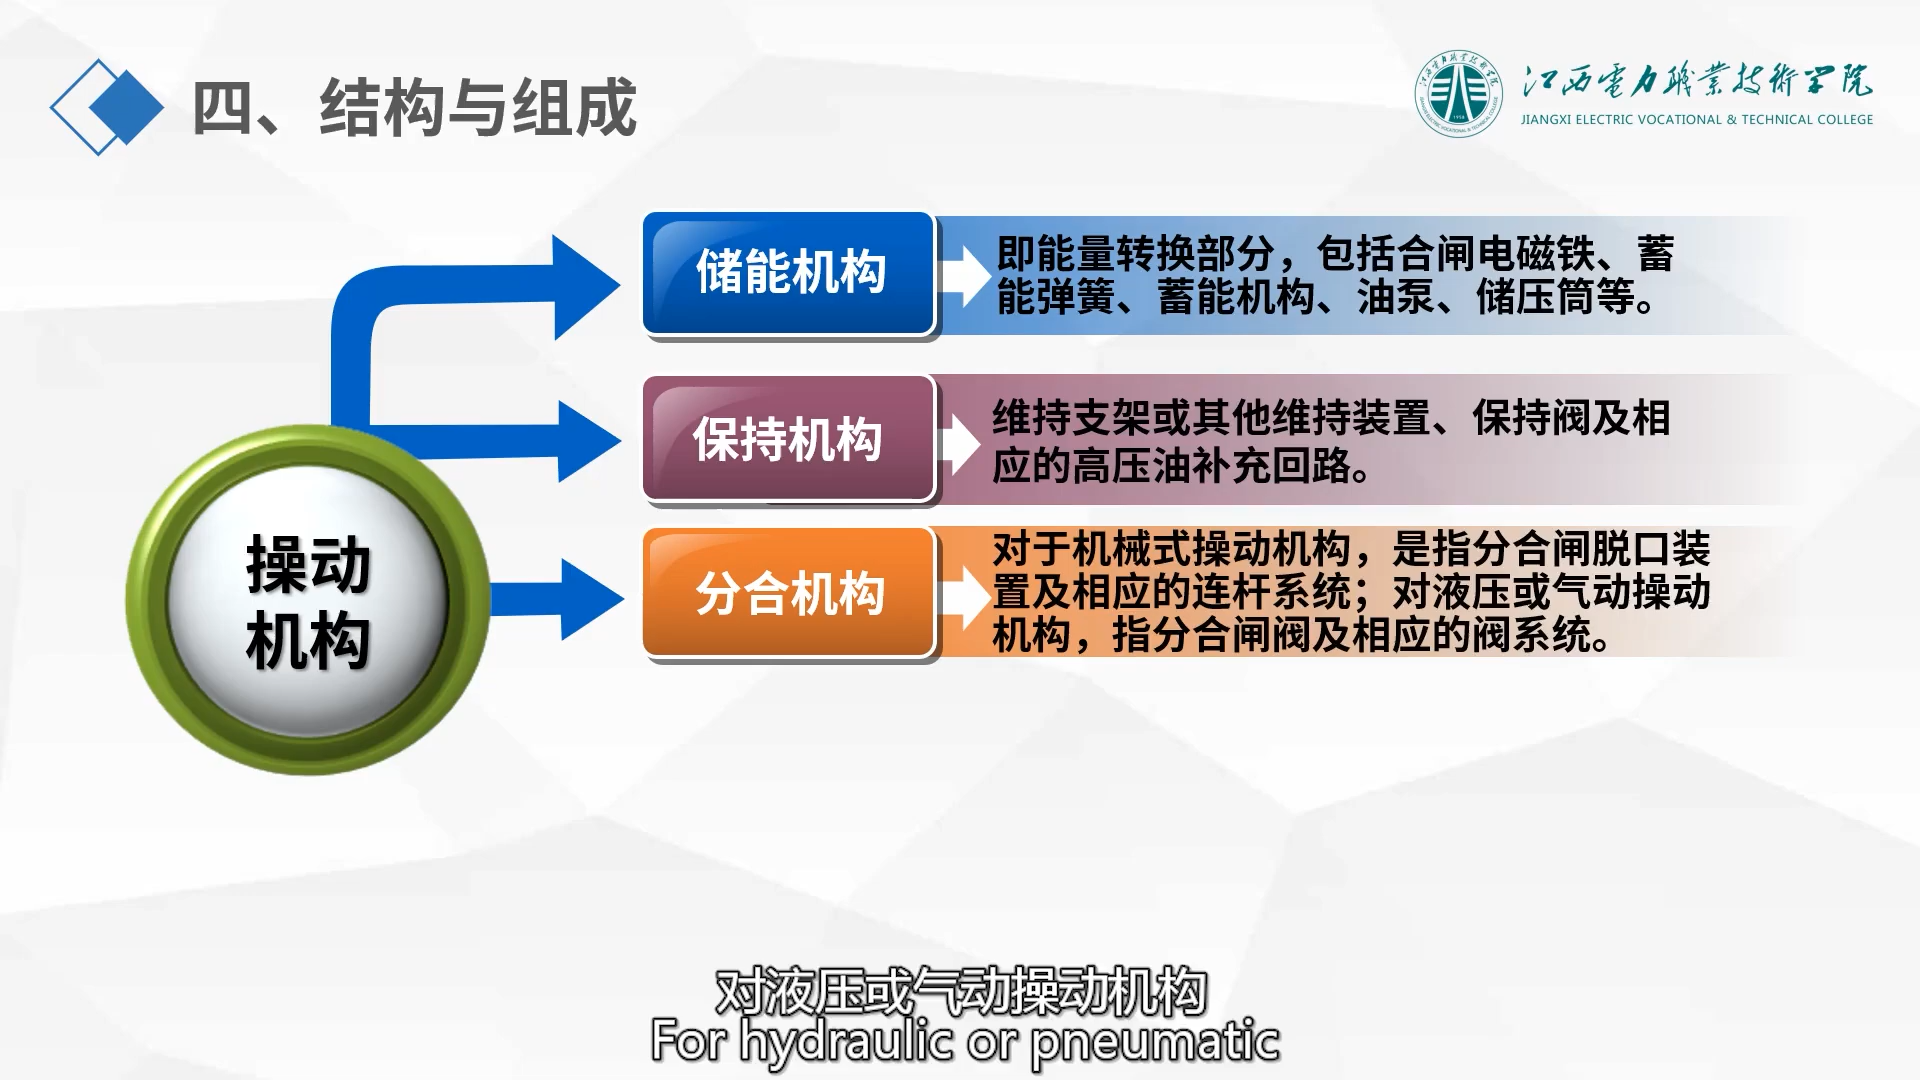 四、结构与组成
江西電力職業技術学院
JIANGXI ELECTRIC VOCATIONAL & TECHNICAL COLLEGE
操动
机构
储能机构
即能量转换部分，包括合闸电磁铁、蓄
能弹簧、蓄能机构、油泵、储压筒等。
保持机构
维持支架或其他维持装置、保持阀及相
应的高压油补充回路。
分合机构
对于机械式操动机构，是指分合闸脱口装
置及相应的连杆系统；对液压或气动操动
机构，指分合闸阀及相应的阀系统。
对液压或气动操动机构
For hydraulic or pneumatic